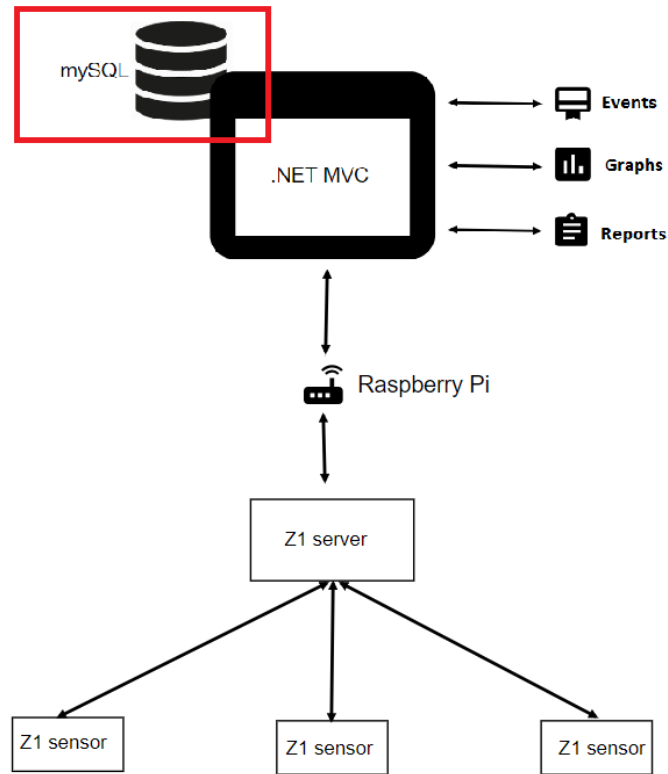 mySQL
.NET MVC
Events
Graphs
Reports
Raspberry Pi
Z1 server
Z1 sensor
Z1 sensor
Z1 sensor